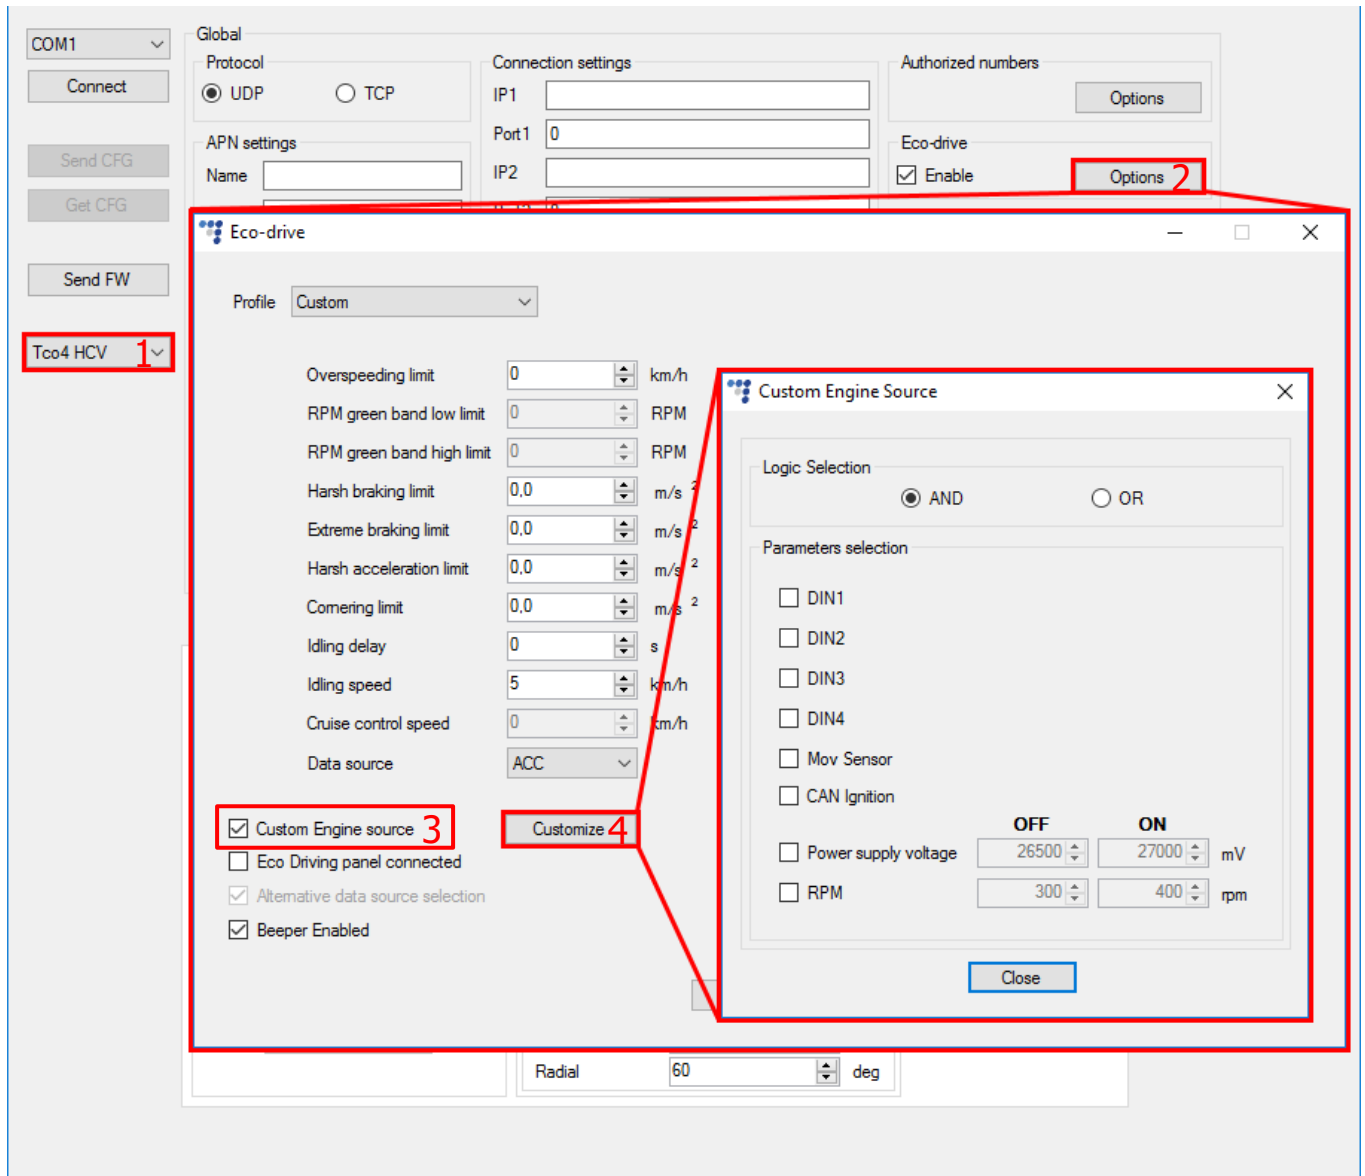 COM1
Connect
Send CFG
Get CFG
Send FW
Tco4 HCV 1
Global
Protocol
UDP TCP
APN settings
Name
Connection settings
IP1
Port1 0
IP2
Authorized numbers
Options
Eco-drive
Enable Options 2
Eco-drive
Profile Custom
Overspeeding limit 0 km/h
RPM green band low limit 0 RPM
RPM green band high limit 0 RPM
Harsh braking limit 0,0 m/s 2
Extreme braking limit 0,0 m/s 2
Harsh acceleration limit 0,0 m/s 2
Cornering limit 0,0 m/s 2
Idling delay 0 s
Idling speed 5 km/h
Cruise control speed 0 km/h
Data source ACC
Custom Engine source 3 Customize 4
Eco Driving panel connected
Alternative data source selection
Beeper Enabled
Custom Engine Source
Logic Selection
AND OR
Parameters selection
DIN1
DIN2
DIN3
DIN4
Mov Sensor
CAN Ignition
OFF ON
Power supply voltage 26500 27000 mV
RPM 300 400 rpm
Close
Radial 60 deg